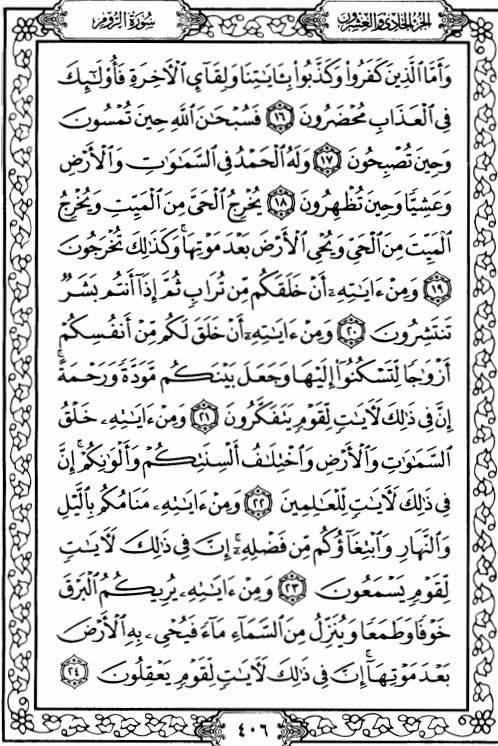 الجزء الحادي والعشرون
سورة الروم
وَأَمَّا ٱلَّذِينَ كَفَرُوا۟ وَكَذَّبُوا۟ بِـَٔايَـٰتِنَا وَلِقَآئِ ٱلْـَٔاخِرَةِ فَأُو۟لَـٰٓئِكَ
فِى ٱلْعَذَابِ مُحْضَرُونَ ١٦ فَسُبْحَـٰنَ ٱللَّهِ حِينَ تُمْسُونَ
وَحِينَ تُصْبِحُونَ ١٧ وَلَهُ ٱلْحَمْدُ فِى ٱلسَّمَـٰوَٰتِ وَٱلْأَرْضِ
وَعَشِيًّا وَحِينَ تُظْهِرُونَ ١٨ يُخْرِجُ ٱلْحَىَّ مِنَ ٱلْمَيِّتِ وَيُخْرِجُ
ٱلْمَيِّتَ مِنَ ٱلْحَىِّ وَيُحْىِ ٱلْأَرْضَ بَعْدَ مَوْتِهَا ۚ وَكَذَٰلِكَ تُخْرَجُونَ
١٩ وَمِنْ ءَايَـٰتِهِۦٓ أَنْ خَلَقَكُم مِّن تُرَابٍ ثُمَّ إِذَآ أَنتُم بَشَرٌ
تَنتَشِرُونَ ٢٠ وَمِنْ ءَايَـٰتِهِۦٓ أَنْ خَلَقَ لَكُم مِّنْ أَنفُسِكُمْ
أَزْوَٰجًا لِّتَسْكُنُوٓا۟ إِلَيْهَا وَجَعَلَ بَيْنَكُم مَّوَدَّةً وَرَحْمَةً ۚ
إِنَّ فِى ذَٰلِكَ لَـَٔايَـٰتٍ لِّقَوْمٍ يَتَفَكَّرُونَ ٢١ وَمِنْ ءَايَـٰتِهِۦ خَلْقُ
ٱلسَّمَـٰوَٰتِ وَٱلْأَرْضِ وَٱخْتِلَـٰفُ أَلْسِنَتِكُمْ وَأَلْوَٰنِكُمْ ۚ إِنَّ
فِى ذَٰلِكَ لَـَٔايَـٰتٍ لِّلْعَـٰلِمِينَ ٢٢ وَمِنْ ءَايَـٰتِهِۦ مَنَامُكُم بِٱلَّيْلِ
وَٱلنَّهَارِ وَٱبْتِغَآؤُكُم مِّن فَضْلِهِۦٓ ۚ إِنَّ فِى ذَٰلِكَ لَـَٔايَـٰتٍ
لِّقَوْمٍ يَسْمَعُونَ ٢٣ وَمِنْ ءَايَـٰتِهِۦ يُرِيكُمُ ٱلْبَرْقَ
خَوْفًا وَطَمَعًا وَيُنَزِّلُ مِنَ ٱلسَّمَآءِ مَآءً فَيُحْىِۦ بِهِ ٱلْأَرْضَ
بَعْدَ مَوْتِهَآ ۚ إِنَّ فِى ذَٰلِكَ لَـَٔايَـٰتٍ لِّقَوْمٍ يَعْقِلُونَ ٢٤
٤٠٦